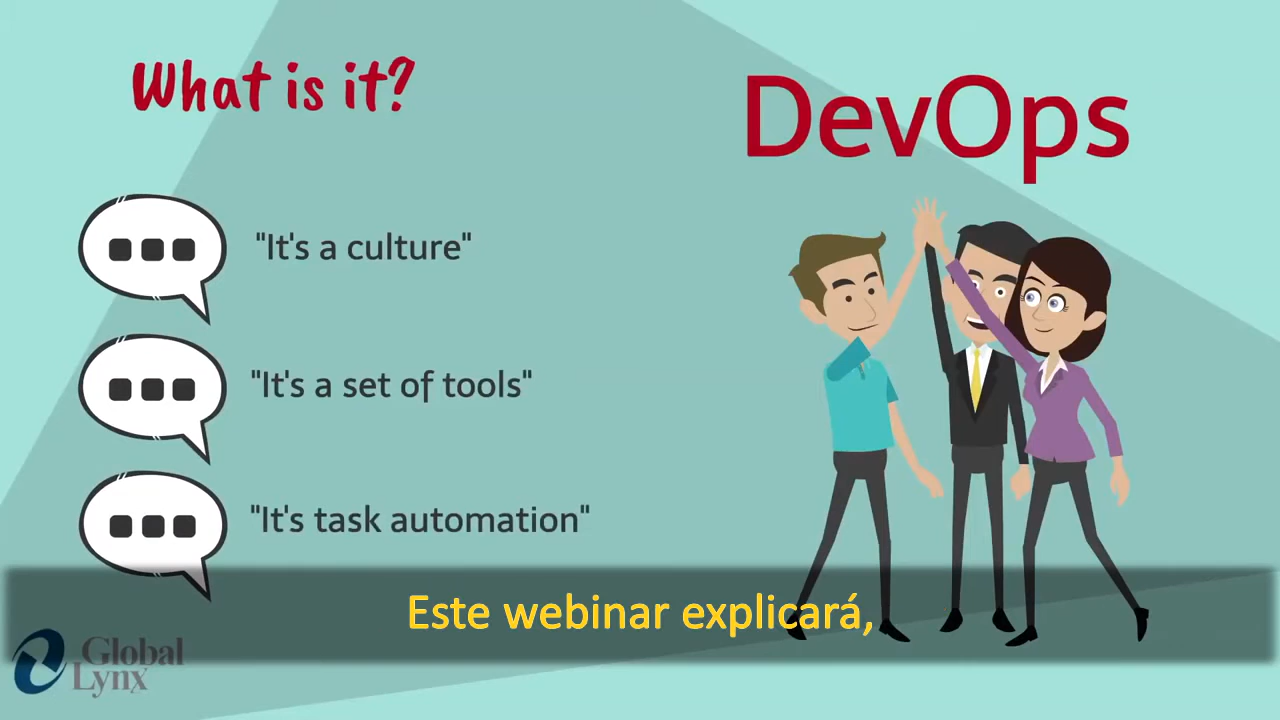 What is it?
DevOps
"It's a culture"
"It's a set of tools"
"It's task automation"
Este webinar explicará,
Global
Lynx